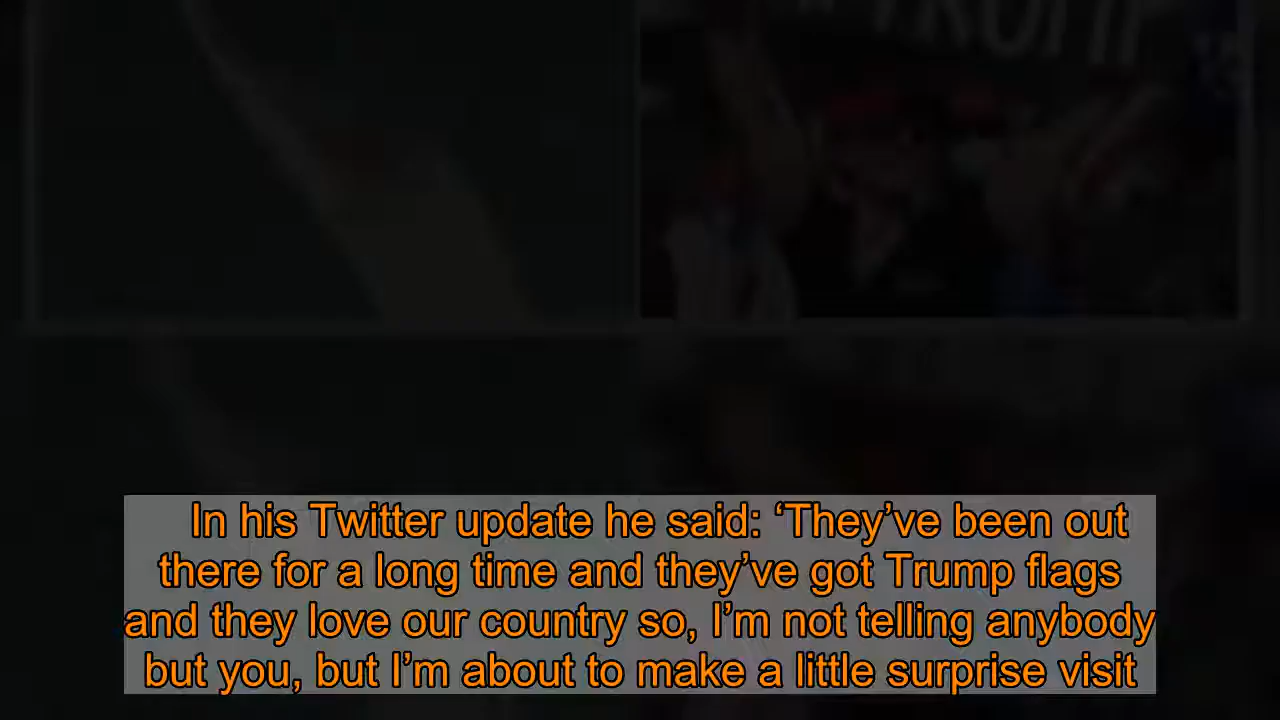 In his Twitter update he said: ‘They’ve been out
there for a long time and they’ve got Trump flags
and they love our country so, I’m not telling anybody
but you, but I’m about to make a little surprise visit